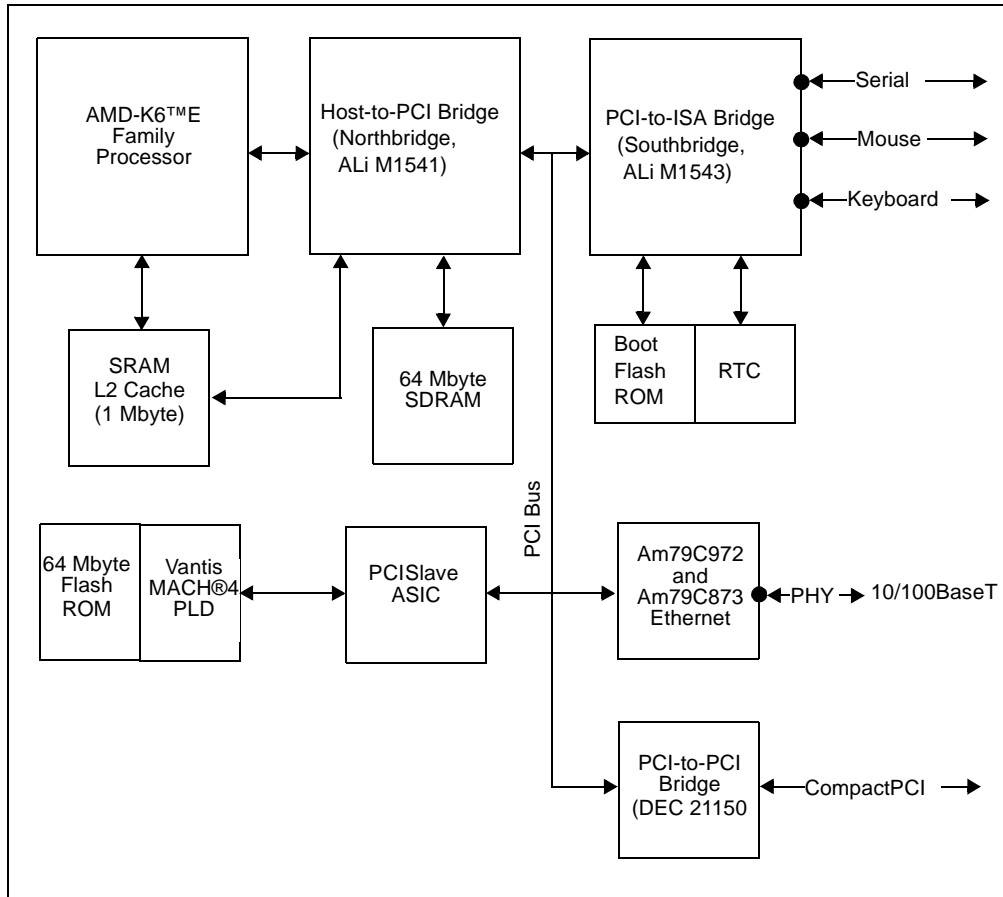 AMD-K6™E
Family
Processor
Host-to-PCI Bridge
(Northbridge,
ALi M1541)
PCI-to-ISA Bridge
(Southbridge,
ALi M1543)
Serial
Mouse
Keyboard
SRAM
L2 Cache
(1 Mbyte)
64 Mbyte
SDRAM
Boot
Flash
ROM
RTC
PCI Bus
64 Mbyte
Flash
ROM
Vantis
MACH®4
PLD
PCISlave
ASIC
Am79C972
and
Am79C873
Ethernet
PHY
10/100BaseT
PCI-to-PCI
Bridge
(DEC 21150
CompactPCI